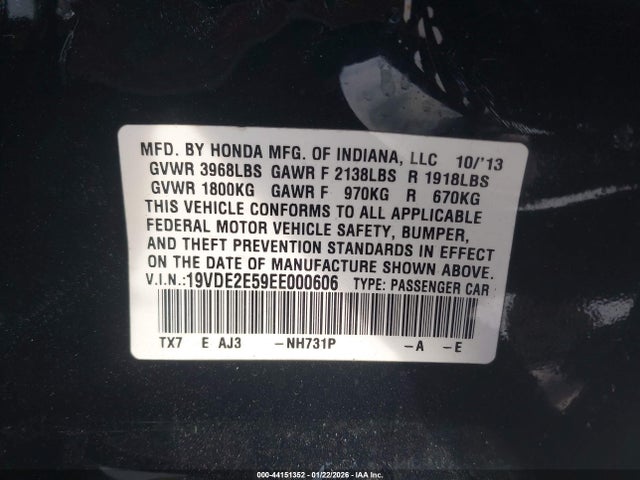 MFD. BY HONDA MFG. OF INDIANA, LLC 10/'13
GVWR 3968LBS GAWR F 2138LBS R 1918LBS
GVWR 1800KG GAWR F 970KG R 670KG
THIS VEHICLE CONFORMS TO ALL APPLICABLE
FEDERAL MOTOR VEHICLE SAFETY, BUMPER,
AND THEFT PREVENTION STANDARDS IN EFFECT
ON THE DATE OF MANUFACTURE SHOWN ABOVE.
V.I.N.:19VDE2E59EE000606 TYPE: PASSENGER CAR
TX7 E AJ3 -NH731P -A -E
000-44151352 - 01/22/2026 - IAA Inc.